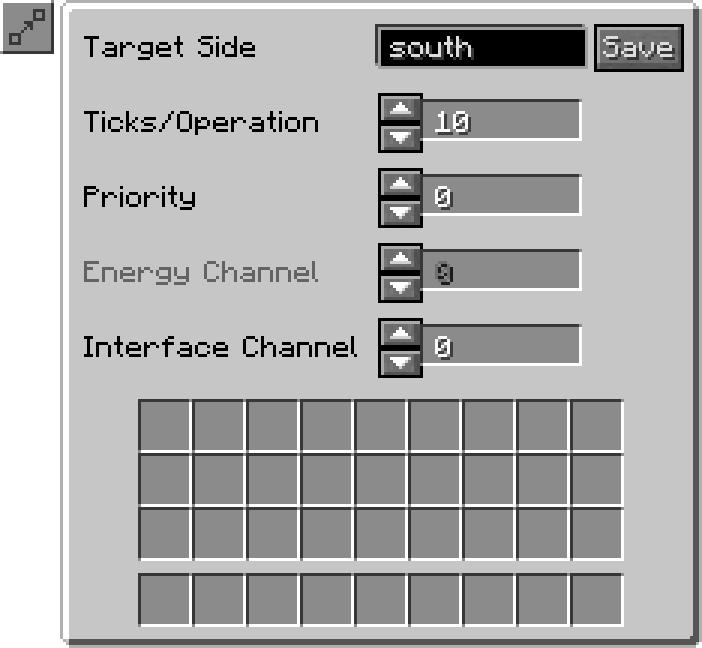 Target Side south Save
Ticks/Operation 10
Priority 0
Energy Channel 0
Interface Channel 0